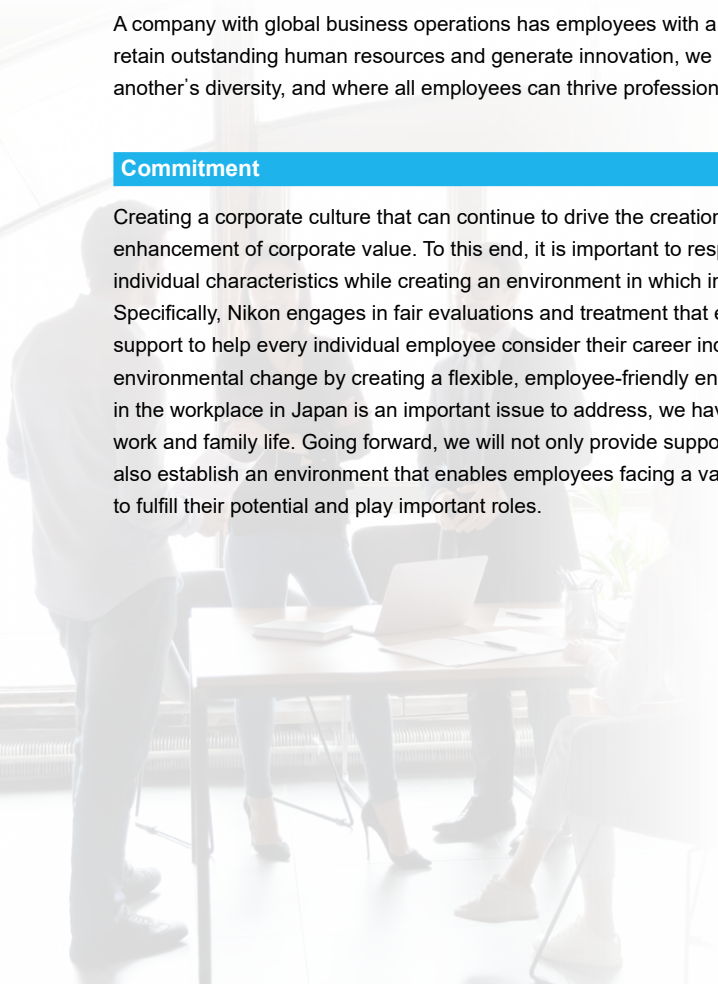 A company with global business operations has employees with a
retain outstanding human resources and generate innovation, we
another's diversity, and where all employees can thrive profession
Commitment
Creating a corporate culture that can continue to drive the creation
enhancement of corporate value. To this end, it is important to resp
individual characteristics while creating an environment in which in
Specifically, Nikon engages in fair evaluations and treatment that e
support to help every individual employee consider their career inc
environmental change by creating a flexible, employee-friendly en
in the workplace in Japan is an important issue to address, we hav
work and family life. Going forward, we will not only provide suppo
also establish an environment that enables employees facing a va
to fulfill their potential and play important roles.